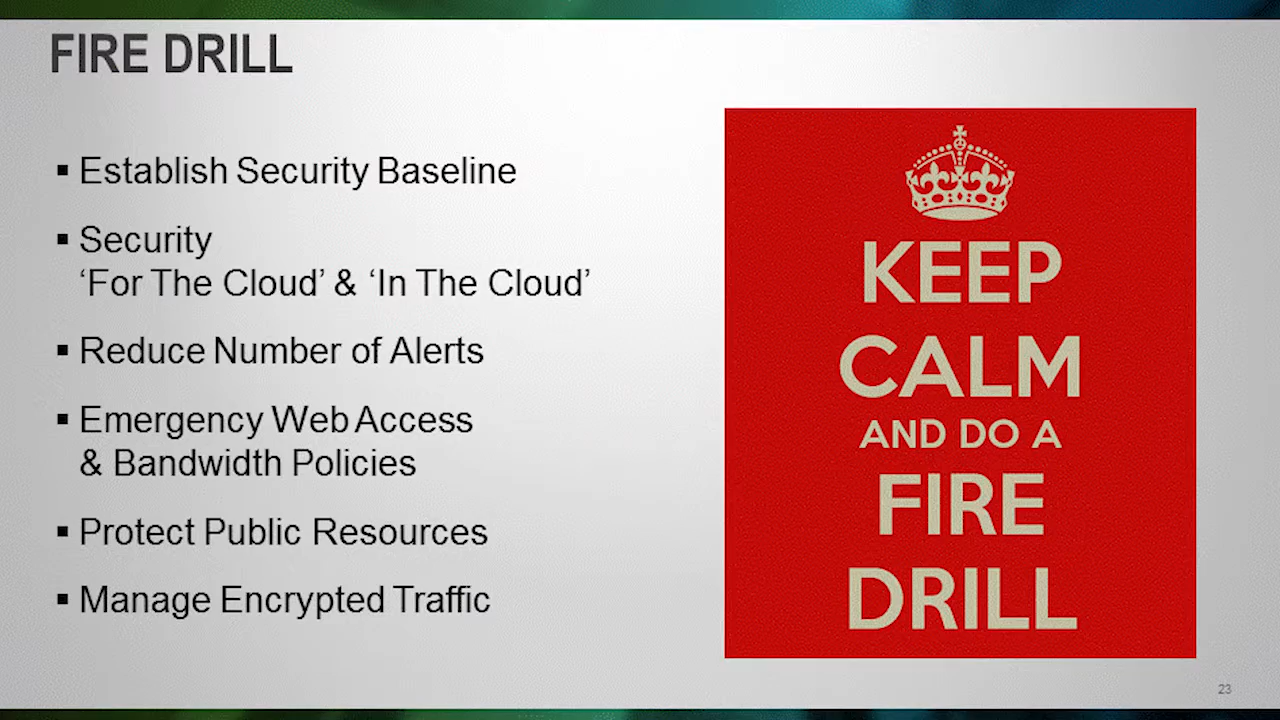 FIRE DRILL
▪ Establish Security Baseline
▪ Security
‘For The Cloud’ & ‘In The Cloud’
▪ Reduce Number of Alerts
▪ Emergency Web Access
& Bandwidth Policies
▪ Protect Public Resources
▪ Manage Encrypted Traffic
KEEP
CALM
AND DO A
FIRE
DRILL
23